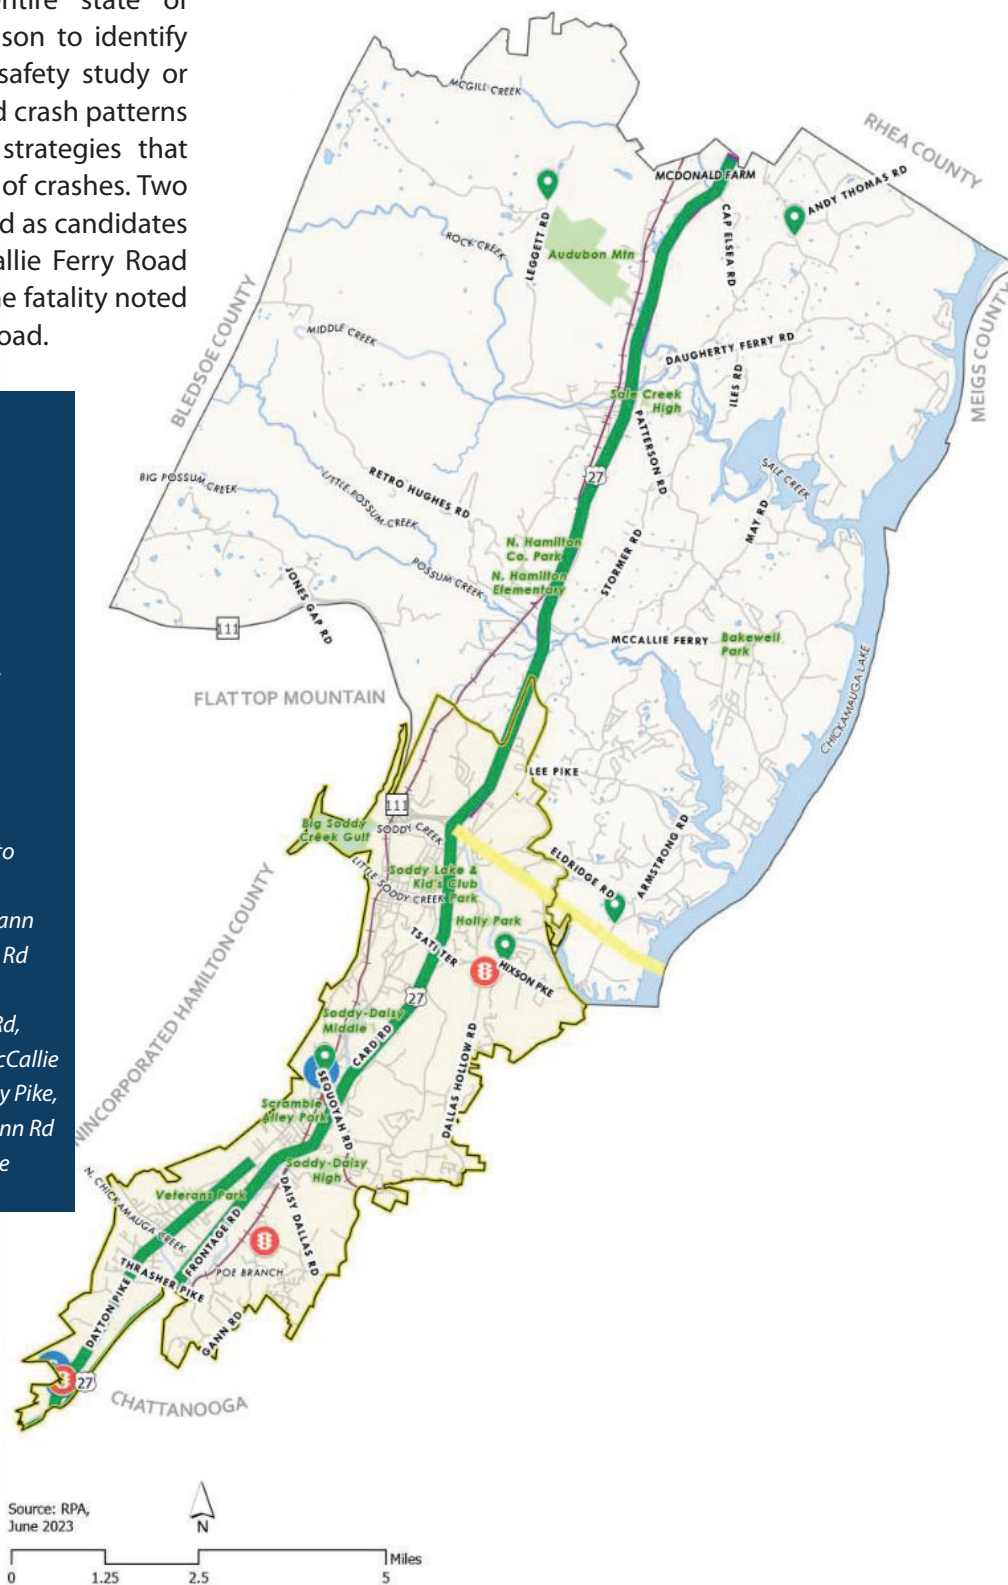 entire state of
son to identify
safety study or
d crash patterns
strategies that
of crashes. Two
d as candidates
allie Ferry Road
ne fatality noted
oad.
to
ann
Rd
Rd,
cCallie
y Pike,
nn Rd
e
MCGILL CREEK
RHEA COUNTY
MCDONALD FARM
ANDY THOMAS RD
LEGGETT RD
CAP ELSEA RD
ROCK CREEK
Audubon Mtn
BLEDSOE COUNTY
MEIGS COUNTY
MIDDLE CREEK
DAUGHERTY FERRY RD
ILES RD
Sale Creek
High
PATTERSON RD
SALE CREEK
27
BIG POSSUM CREEK
LITTLE POSSUM CREEK
RETRO HUGHES RD
MAY RD
N. Hamilton
Co. Park
STORMER RD
POSSUM CREEK
N. Hamilton
Elementary
JONES GAP RD
111
MCCALLIE FERRY
Bakewell
Park
CHICKAMAUGA LAKE
FLAT TOP MOUNTAIN
LEE PIKE
111
Big Soddy
Creek Gulf
SODDY CREEK
ELDRIDGE RD
ARMSTRONG RD
Soddy Lake &
Kid's Club
Park
LITTLE SODDY CREEK
Holly Park
TSATI TER
HIXSON PKE
27
NINCORPORATED HAMILTON COUNTY
Soddy-Daisy
Middle
CARD RD
DALLAS HOLLOW RD
SEQUOYAH RD
Scramble
Alley Park
Soddy-Daisy
High
Veterans Park
N. CHICKAMAUGA CREEK
FRONTAGE RD
DAISY DALLAS RD
THRASHER PIKE
POE BRANCH
DAYTON PIKE
GANN RD
27
CHATTANOOGA
Source: RPA,
June 2023
N
Miles
0 1.25 2.5 5